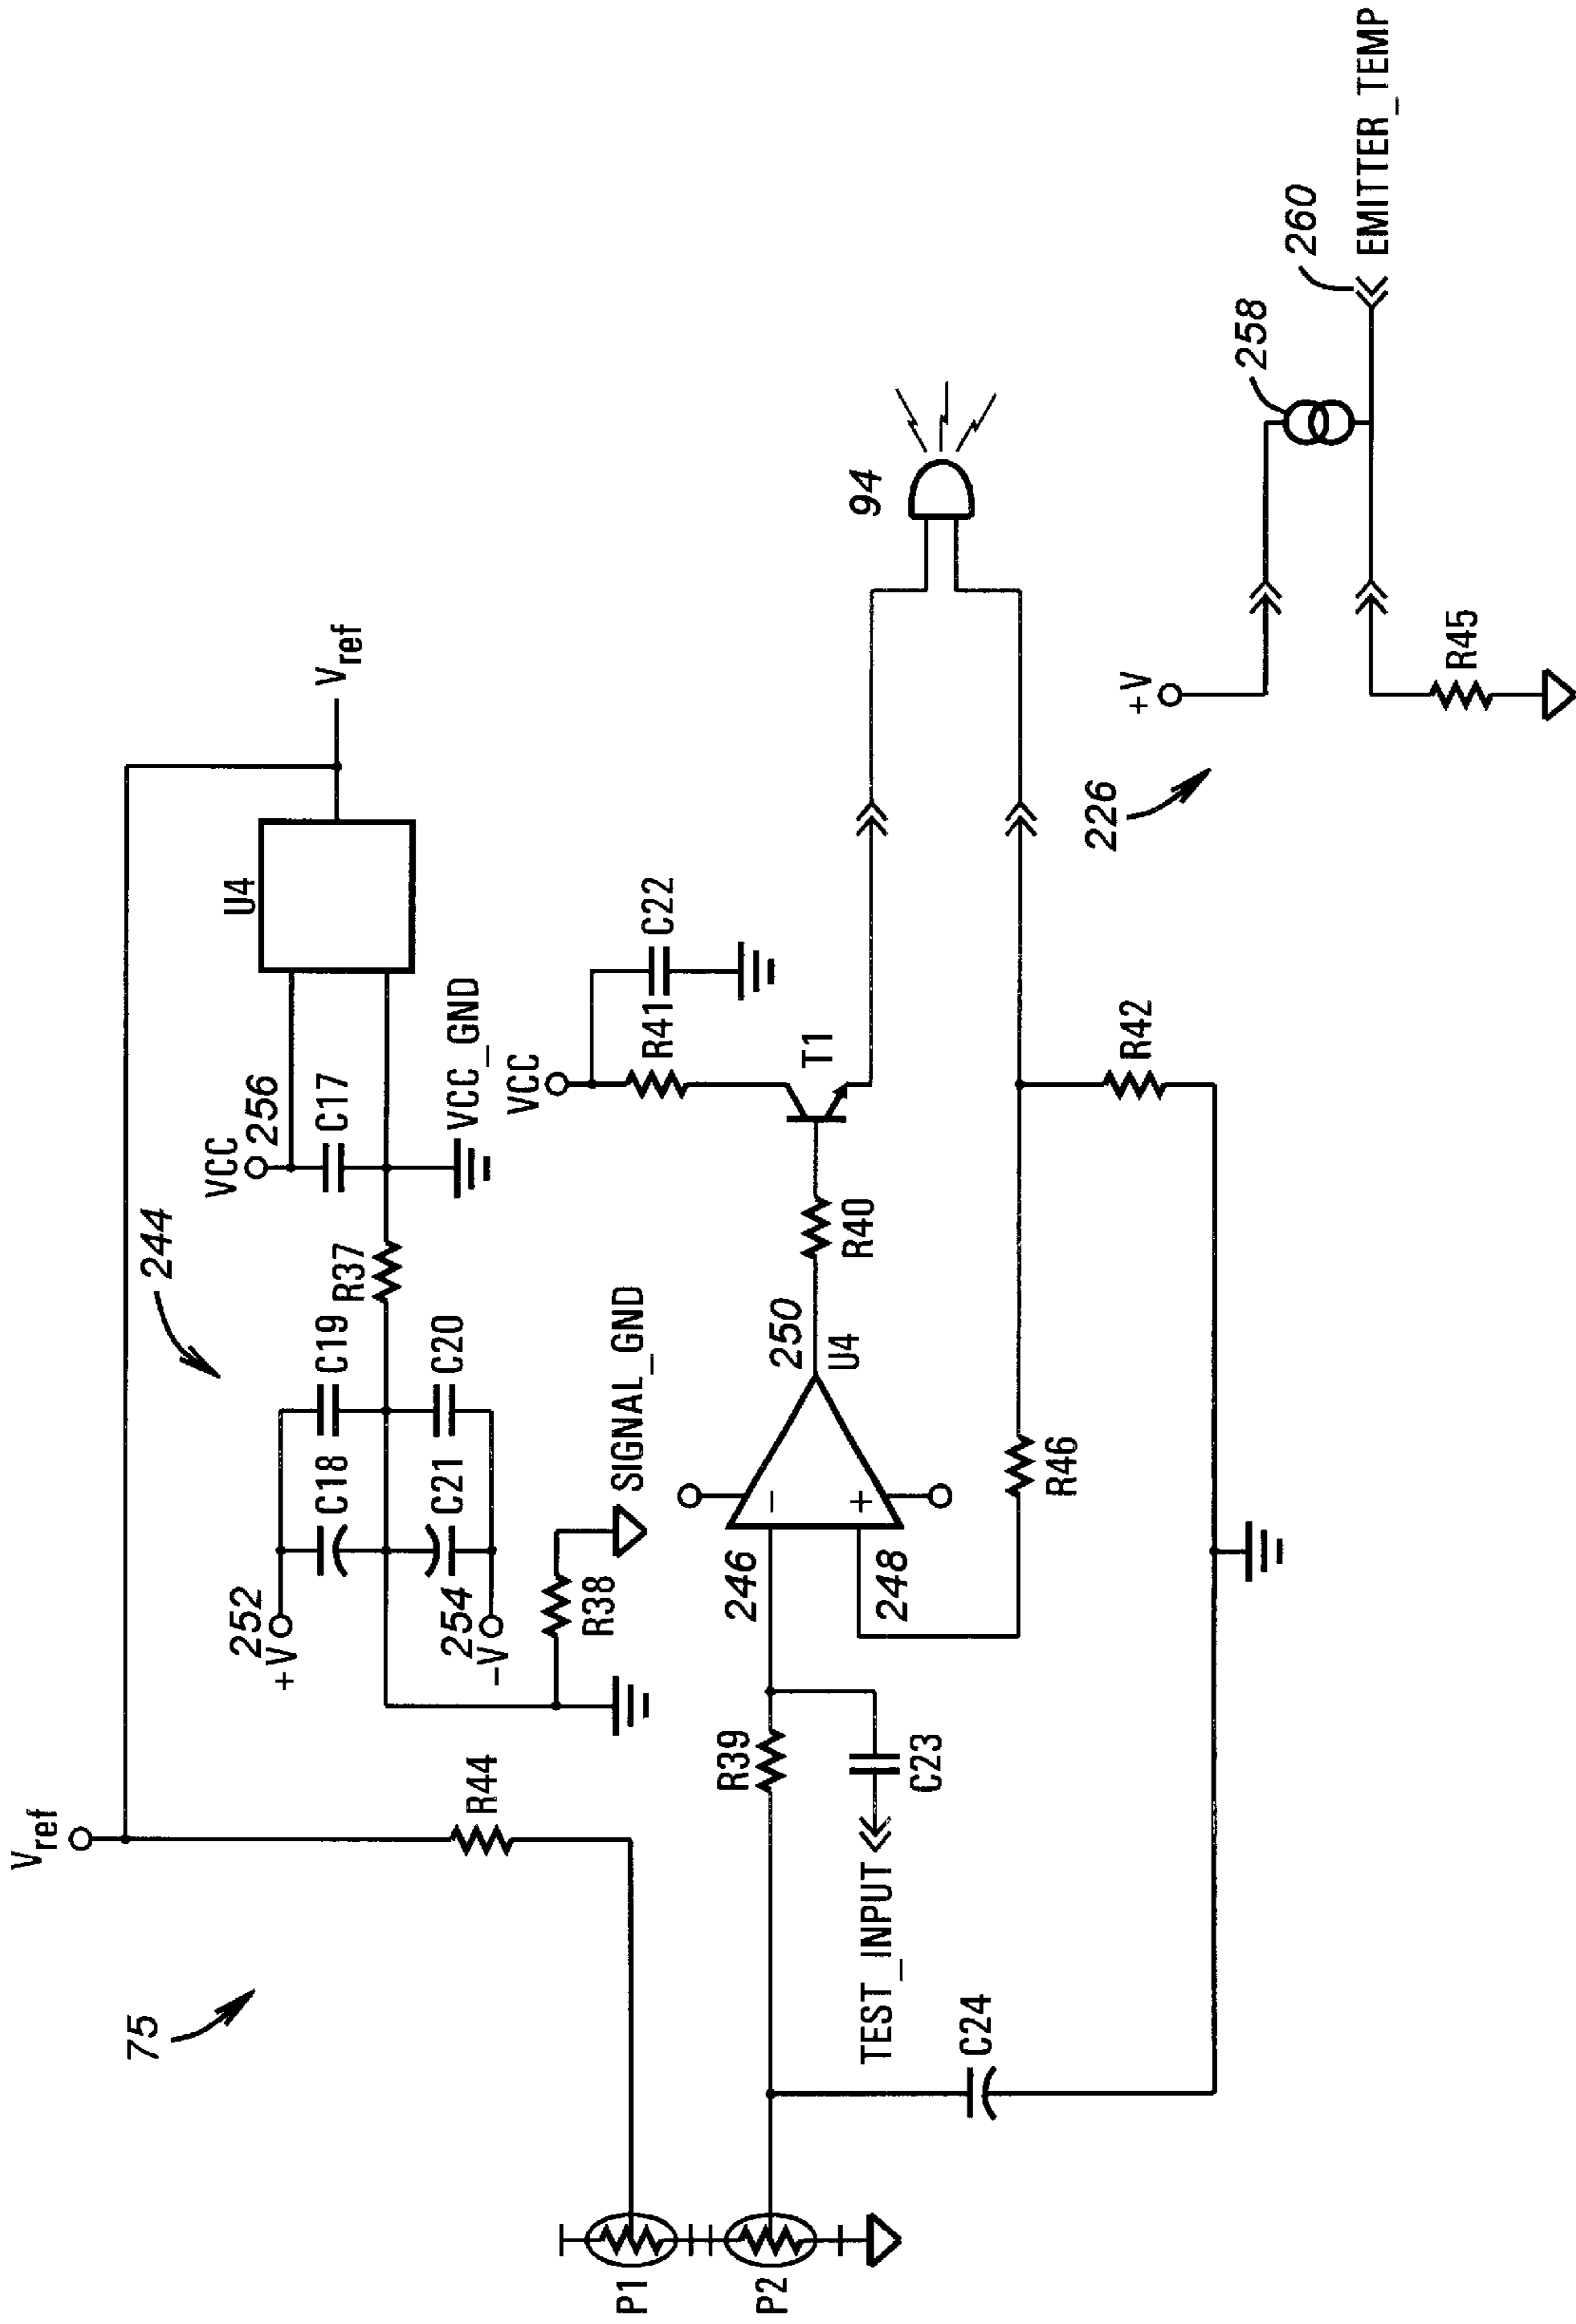 75
Vref
R44
244
252
+V
C18
C19
254
-V
C21
C20
R37
VCC
256
C17
VCC_GND
U4
Vref
R38
SIGNAL_GND
P1
P2
R39
246
248
-
+
250
U4
R40
T1
VCC
R41
C22
TEST_INPUT
C23
C24
R46
R42
94
226
+V
R45
258
260
EMITTER_TEMP